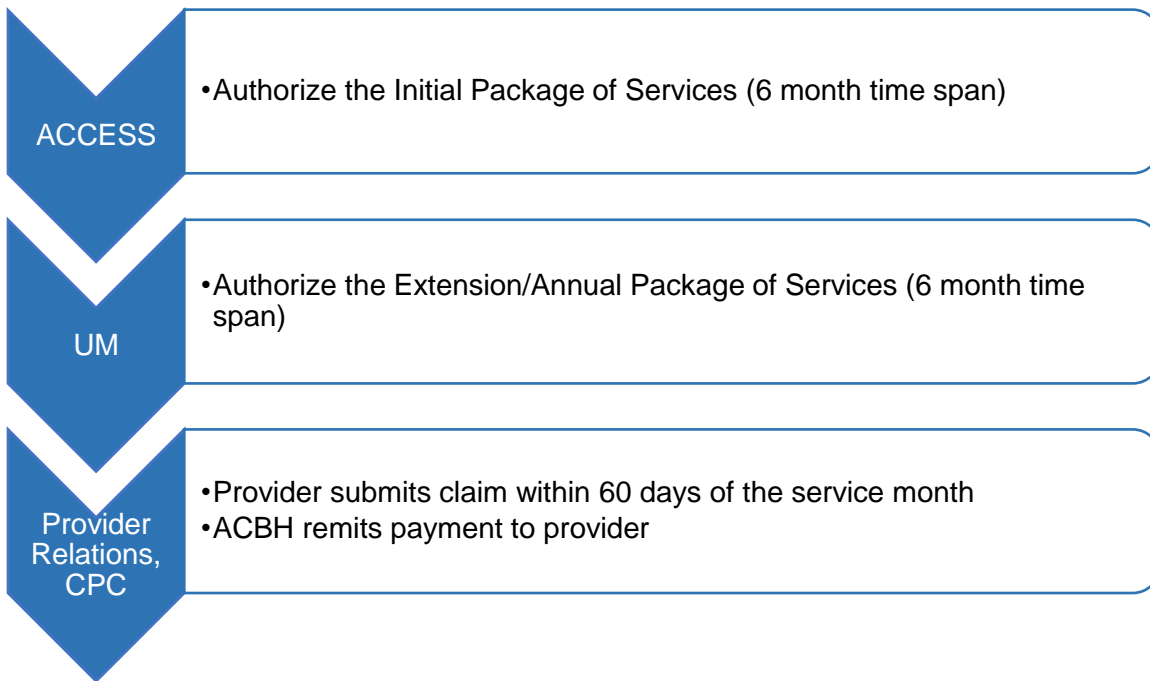 ACCESS
•Authorize the Initial Package of Services (6 month time span)
UM
•Authorize the Extension/Annual Package of Services (6 month time
span)
Provider
Relations,
CPC
•Provider submits claim within 60 days of the service month
•ACBH remits payment to provider